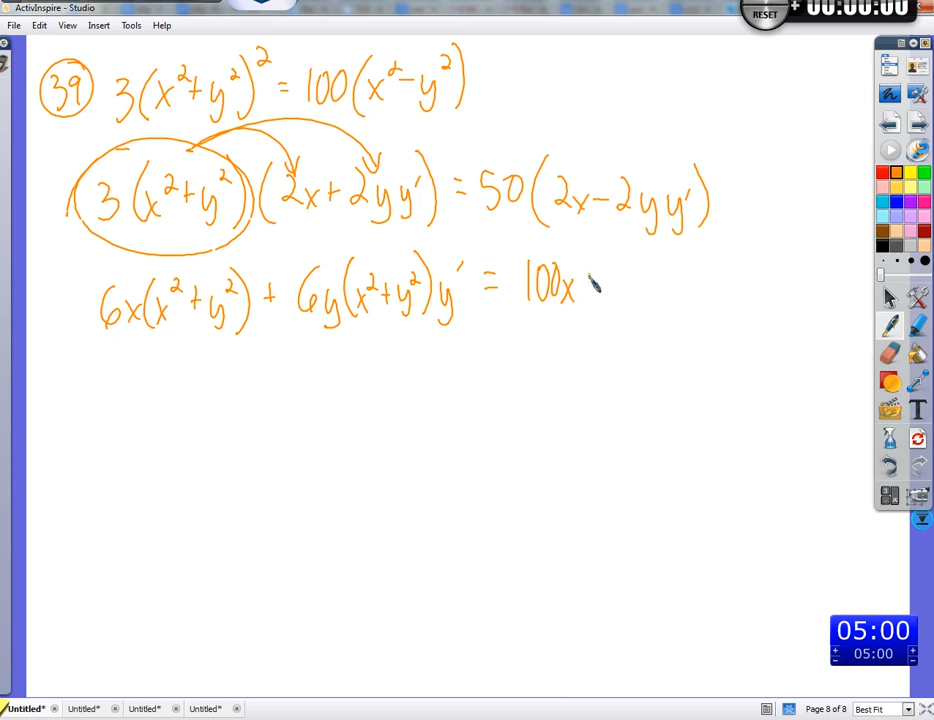 ActivInspire - Studio
RESET +00:00:00
File Edit View Insert Tools Help
39 3(x²+y²)² = 100(x²−y²)
3(x²+y²)(2x+2yy′) = 50(2x−2yy′)
6x(x²+y²) + 6y(x²+y²)y′ = 100x
05:00
+ 05:00 +
− −
Untitled* Untitled* Untitled* Untitled* Page 8 of 8 Best Fit